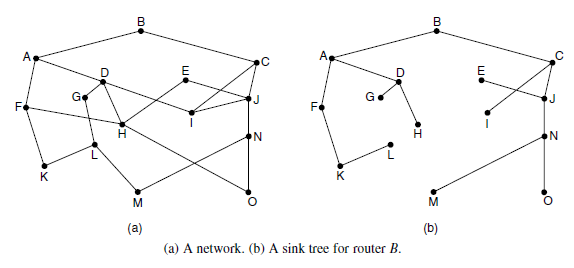 B B
A C A C
D E D E
G G
F J F J
H I H I
N N
L L
K K
M O M O
(a) (b)
(a) A network. (b) A sink tree for router B.